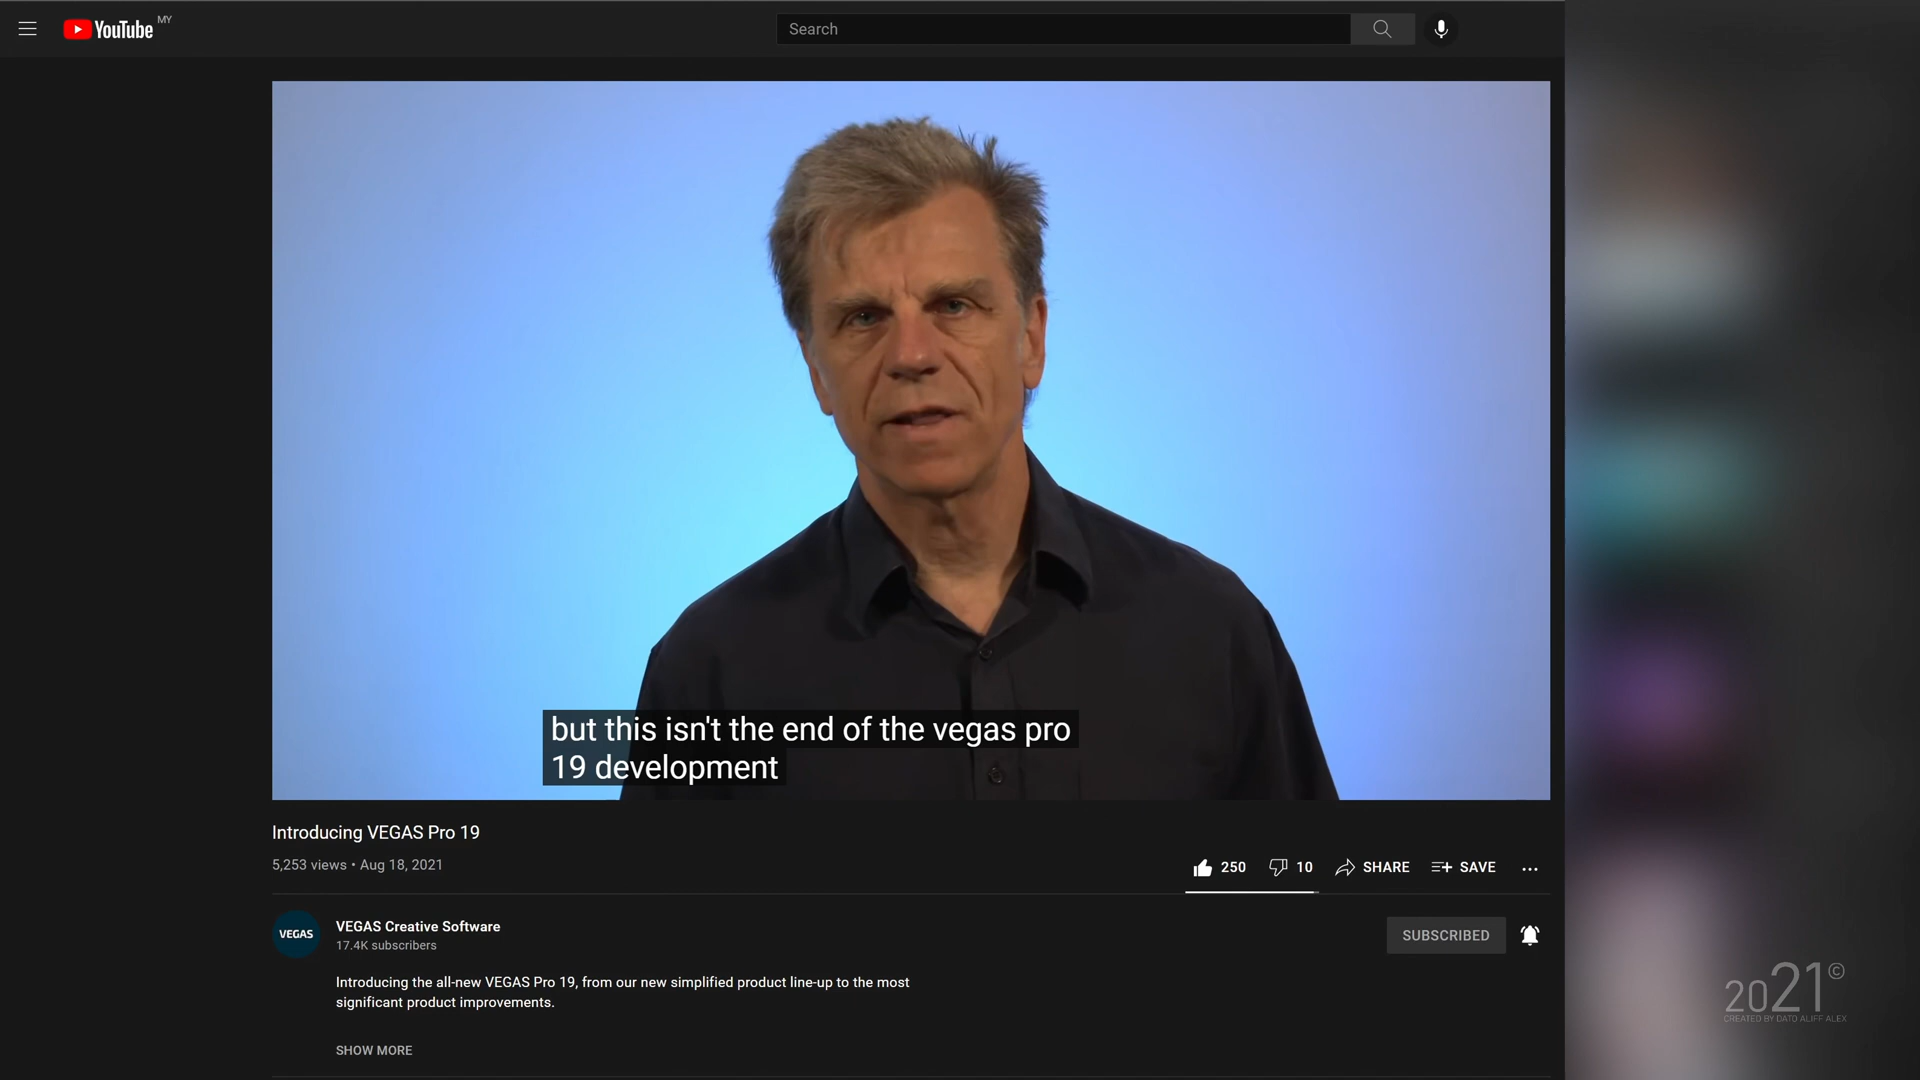 YouTube MY
Search
but this isn't the end of the vegas pro
19 development
Introducing VEGAS Pro 19
5,253 views • Aug 18, 2021
250
10
SHARE
SAVE
VEGAS
VEGAS Creative Software
17.4K subscribers
SUBSCRIBED
Introducing the all-new VEGAS Pro 19, from our new simplified product line-up to the most
significant product improvements.
SHOW MORE
2021©
CREATED BY DATO ALIFF ALEX